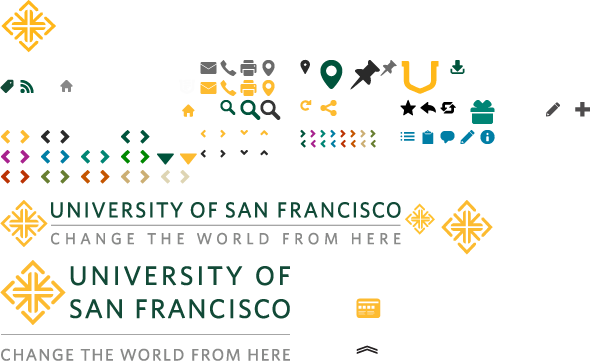 UNIVERSITY OF SAN FRANCISCO
CHANGE THE WORLD FROM HERE
UNIVERSITY OF
SAN FRANCISCO
CHANGE THE WORLD FROM HERE